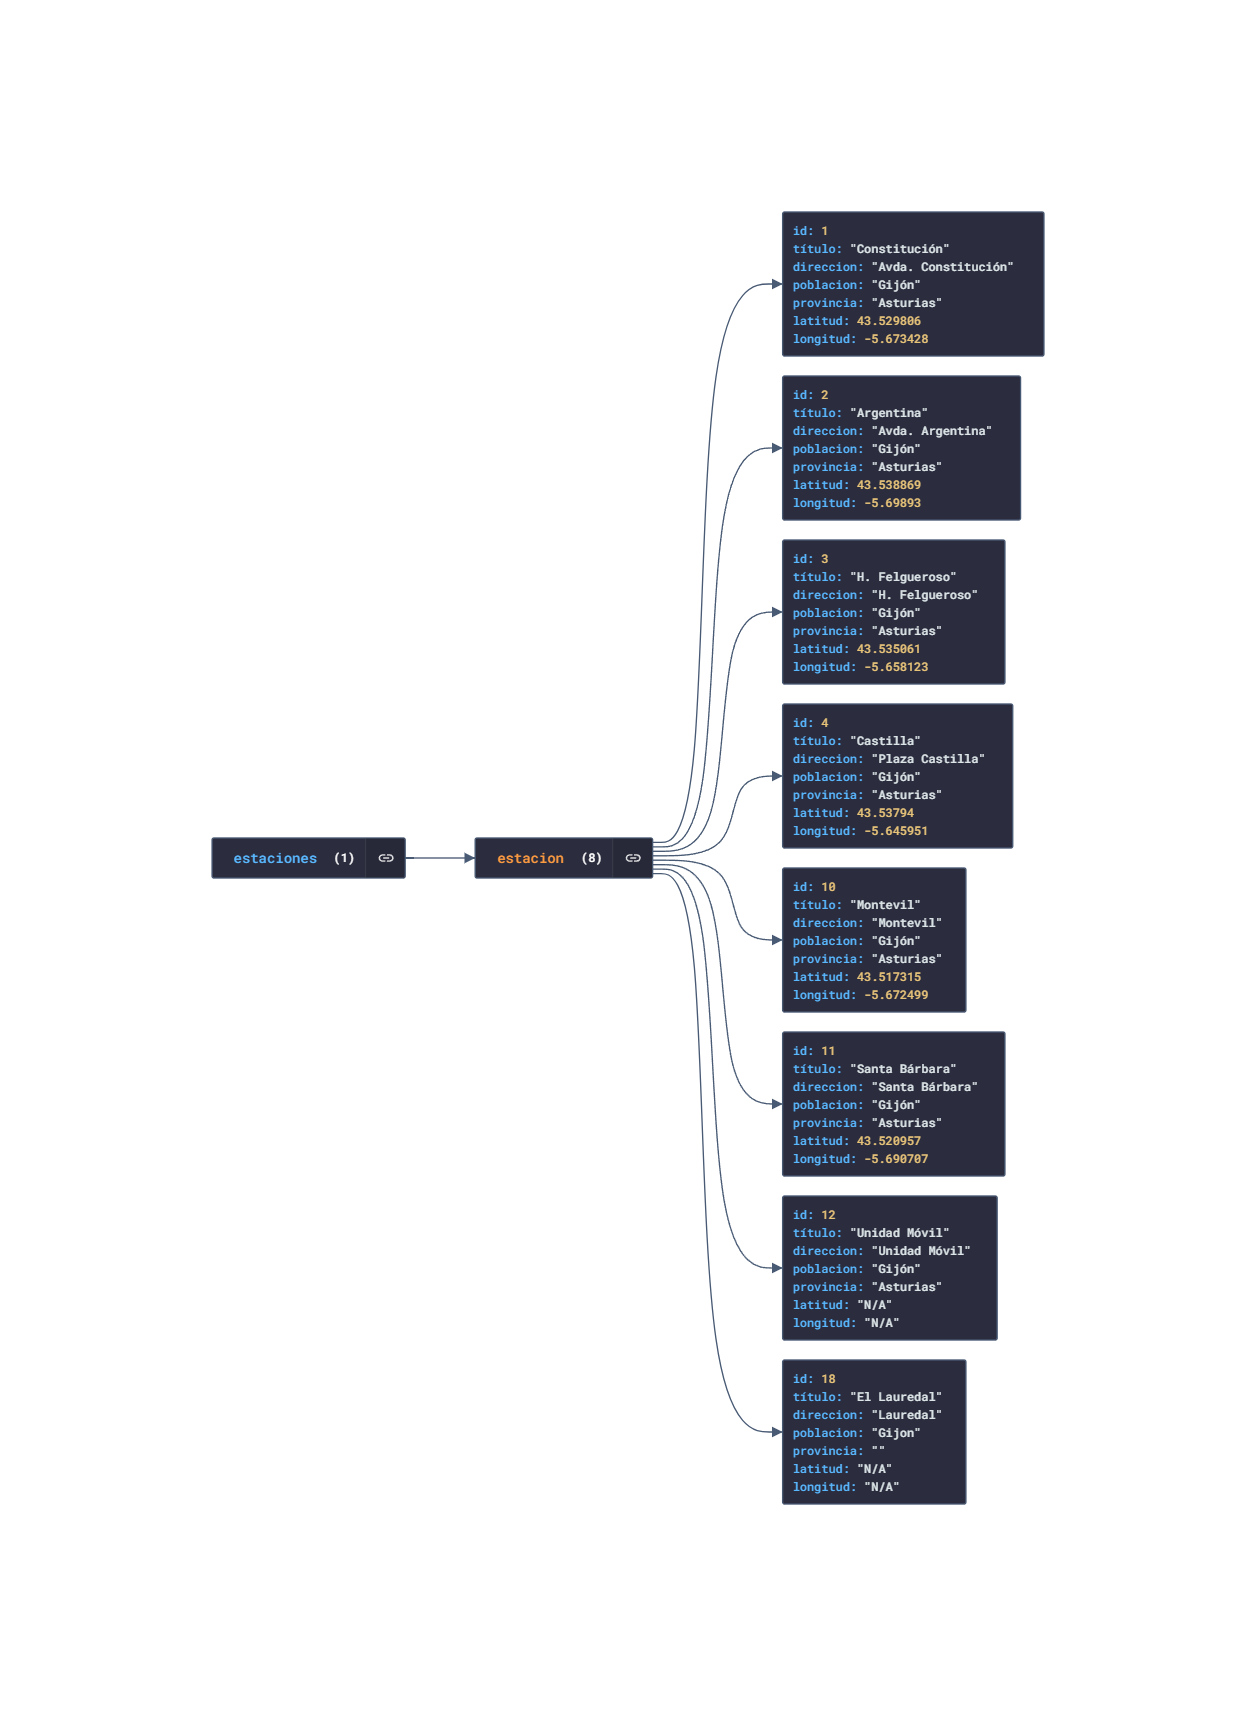 id: 1
título: "Constitución"
direccion: "Avda. Constitución"
poblacion: "Gijón"
provincia: "Asturias"
latitud: 43.529806
longitud: -5.673428
id: 2
título: "Argentina"
direccion: "Avda. Argentina"
poblacion: "Gijón"
provincia: "Asturias"
latitud: 43.538869
longitud: -5.69893
id: 3
título: "H. Felgueroso"
direccion: "H. Felgueroso"
poblacion: "Gijón"
provincia: "Asturias"
latitud: 43.535061
longitud: -5.658123
id: 4
título: "Castilla"
direccion: "Plaza Castilla"
poblacion: "Gijón"
provincia: "Asturias"
latitud: 43.53794
longitud: -5.645951
estaciones (1)
estacion (8)
id: 10
título: "Montevil"
direccion: "Montevil"
poblacion: "Gijón"
provincia: "Asturias"
latitud: 43.517315
longitud: -5.672499
id: 11
título: "Santa Bárbara"
direccion: "Santa Bárbara"
poblacion: "Gijón"
provincia: "Asturias"
latitud: 43.520957
longitud: -5.690707
id: 12
título: "Unidad Móvil"
direccion: "Unidad Móvil"
poblacion: "Gijón"
provincia: "Asturias"
latitud: "N/A"
longitud: "N/A"
id: 18
título: "El Lauredal"
direccion: "Lauredal"
poblacion: "Gijon"
provincia: ""
latitud: "N/A"
longitud: "N/A"